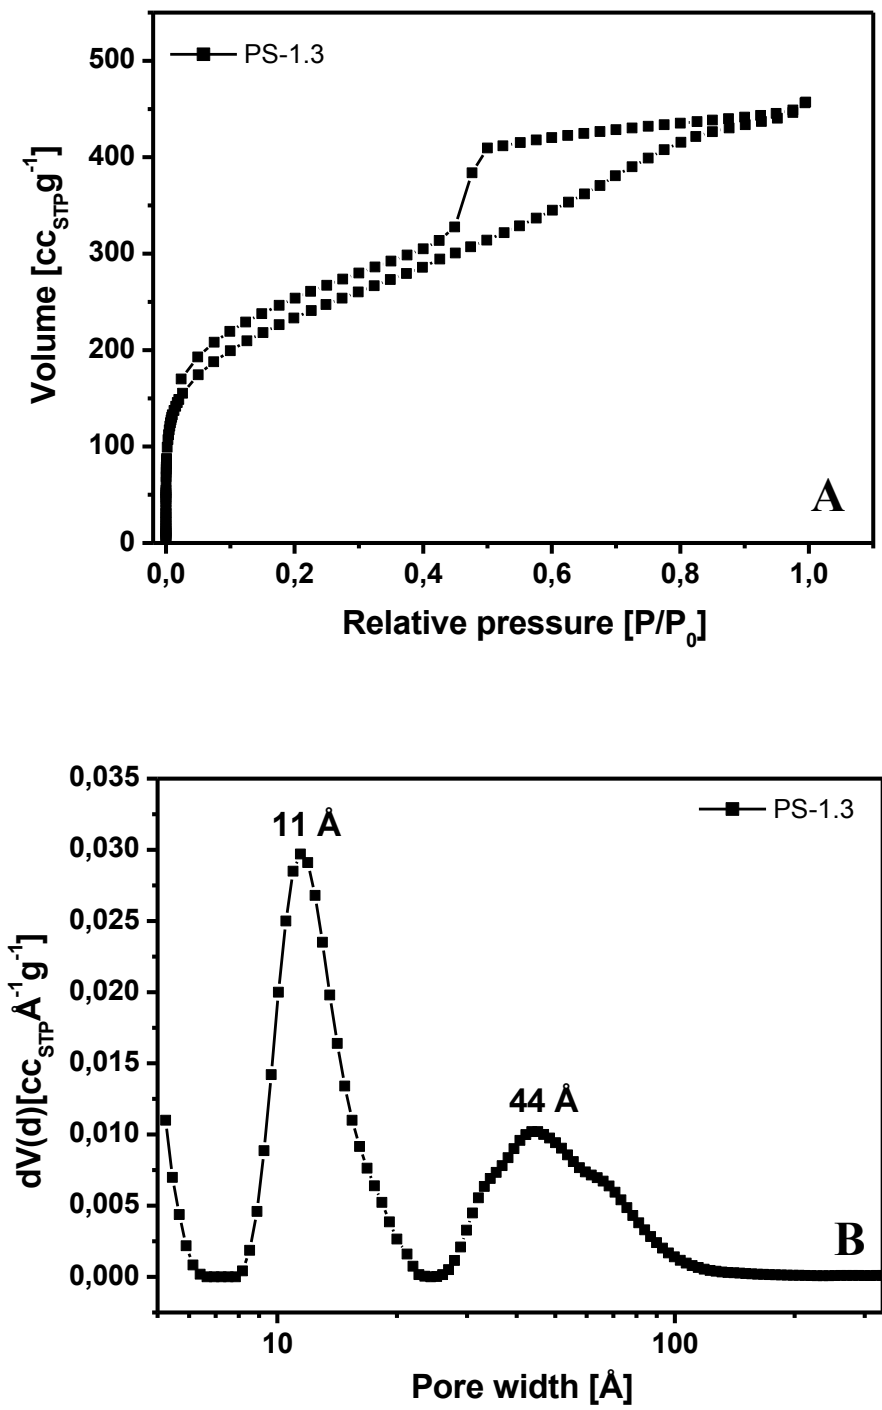 PS-1.3
500
400
300
200
100
0
Volume [cc_STP g^-1]
A
0,0 0,2 0,4 0,6 0,8 1,0
Relative pressure [P/P_0]
0,035
0,030
0,025
0,020
0,015
0,010
0,005
0,000
dV(d)[cc_STP Å^-1 g^-1]
PS-1.3
11 Å
44 Å
B
10 100
Pore width [Å]